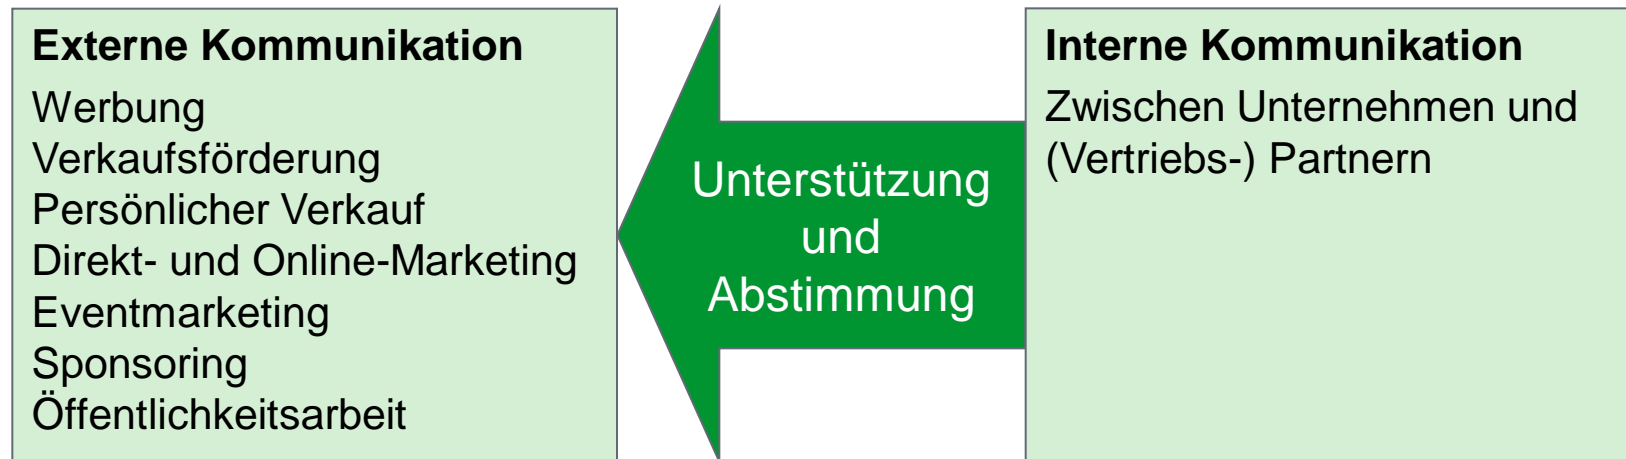 Externe Kommunikation
Werbung
Verkaufsförderung
Persönlicher Verkauf
Direkt- und Online-Marketing
Eventmarketing
Sponsoring
Öffentlichkeitsarbeit
Unterstützung
und
Abstimmung
Interne Kommunikation
Zwischen Unternehmen und
(Vertriebs-) Partnern